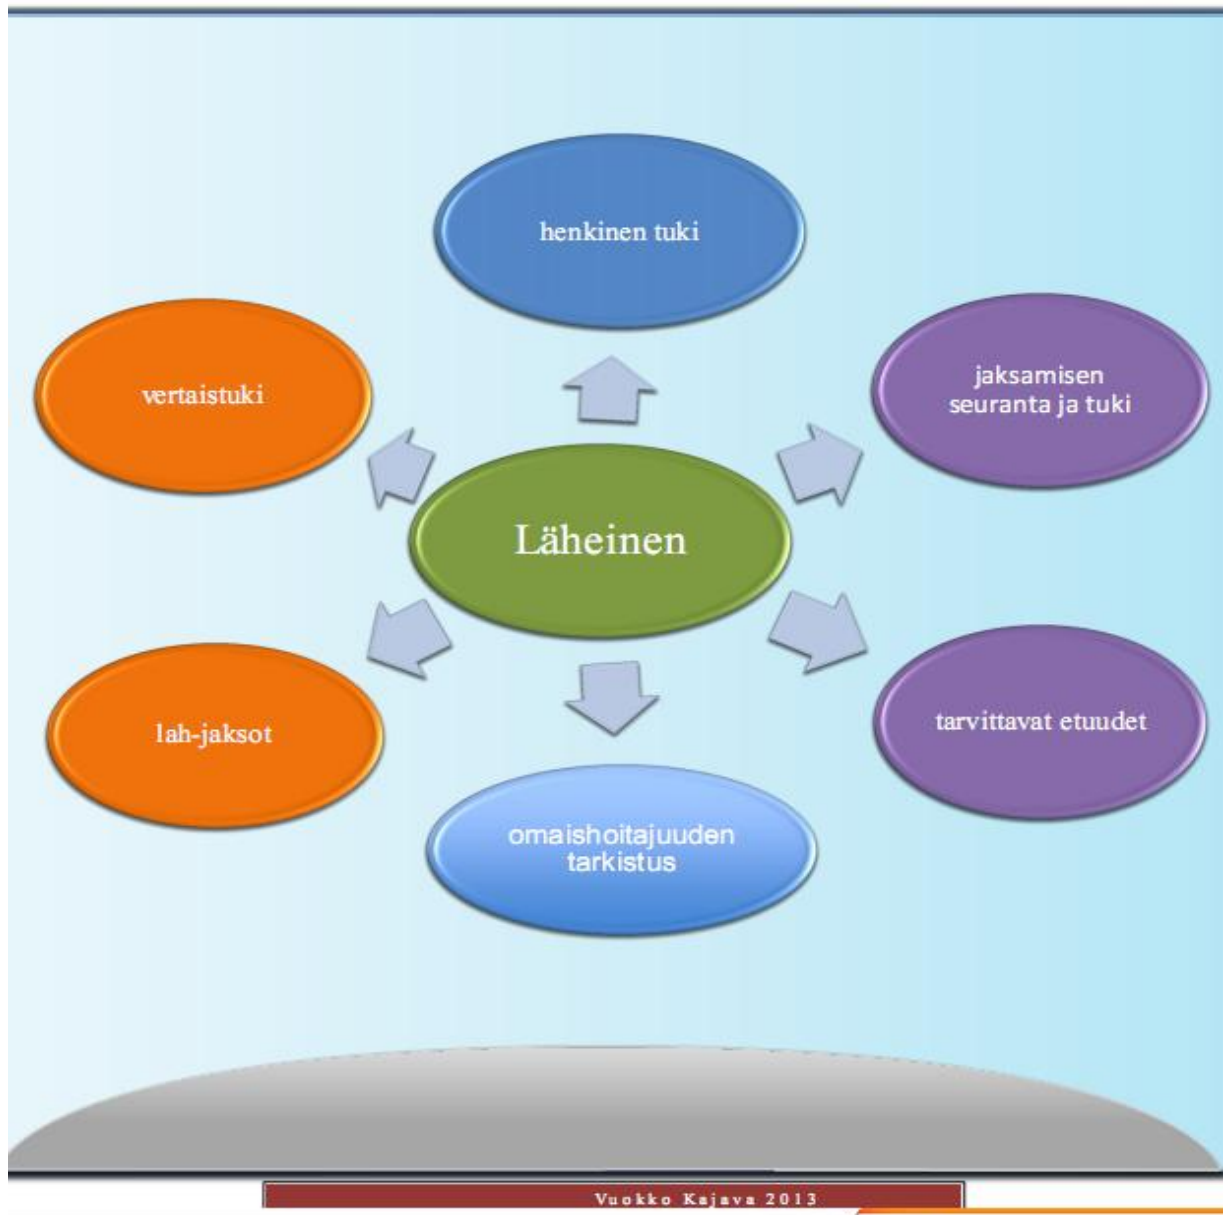 henkinen tuki
vertaistuki
jaksamisen
seuranta ja tuki
Läheinen
lah-jaksot
tarvittavat etuudet
omaishoitajuuden
tarkistus
Vuokko Kajava 2013